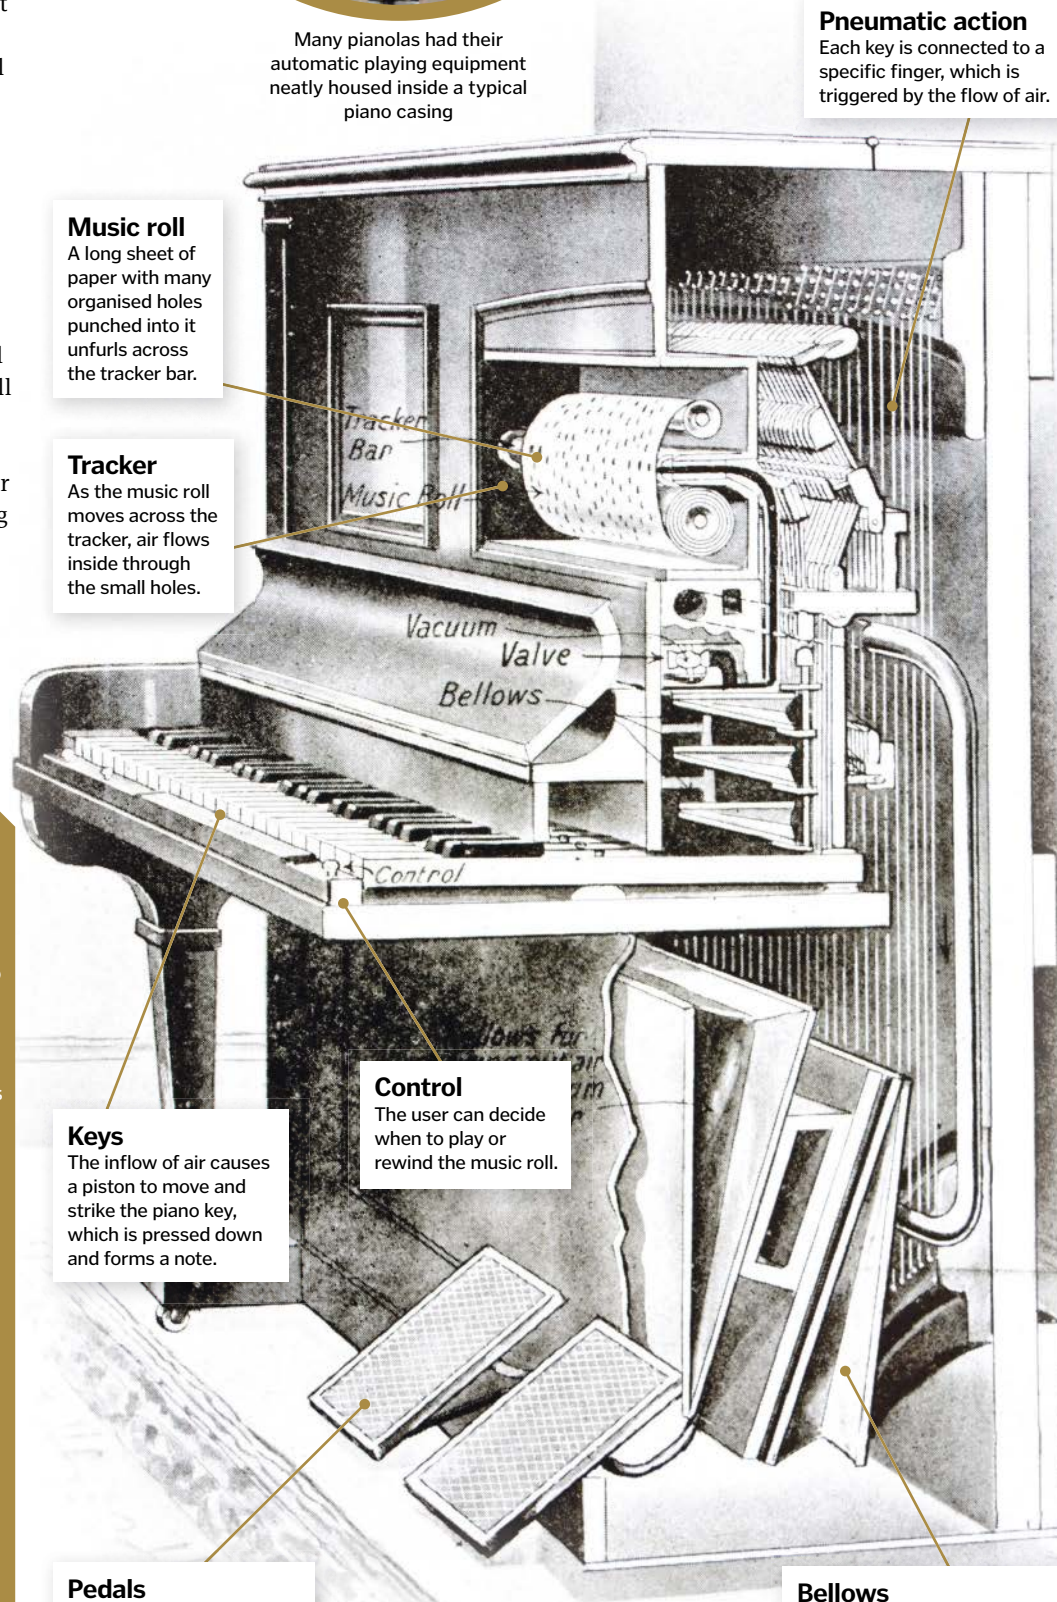 Many pianolas had their
automatic playing equipment
neatly housed inside a typical
piano casing
Pneumatic action
Each key is connected to a
specific finger, which is
triggered by the flow of air.
Music roll
A long sheet of
paper with many
organised holes
punched into it
unfurls across
the tracker bar.
Tracker
Bar
Music Roll
Tracker
As the music roll
moves across the
tracker, air flows
inside through
the small holes.
Vacuum
Valve
Bellows
Control
for
air
Control
The user can decide
when to play or
rewind the music roll.
Keys
The inflow of air causes
a piston to move and
strike the piano key,
which is pressed down
and forms a note.
Pedals
Bellows